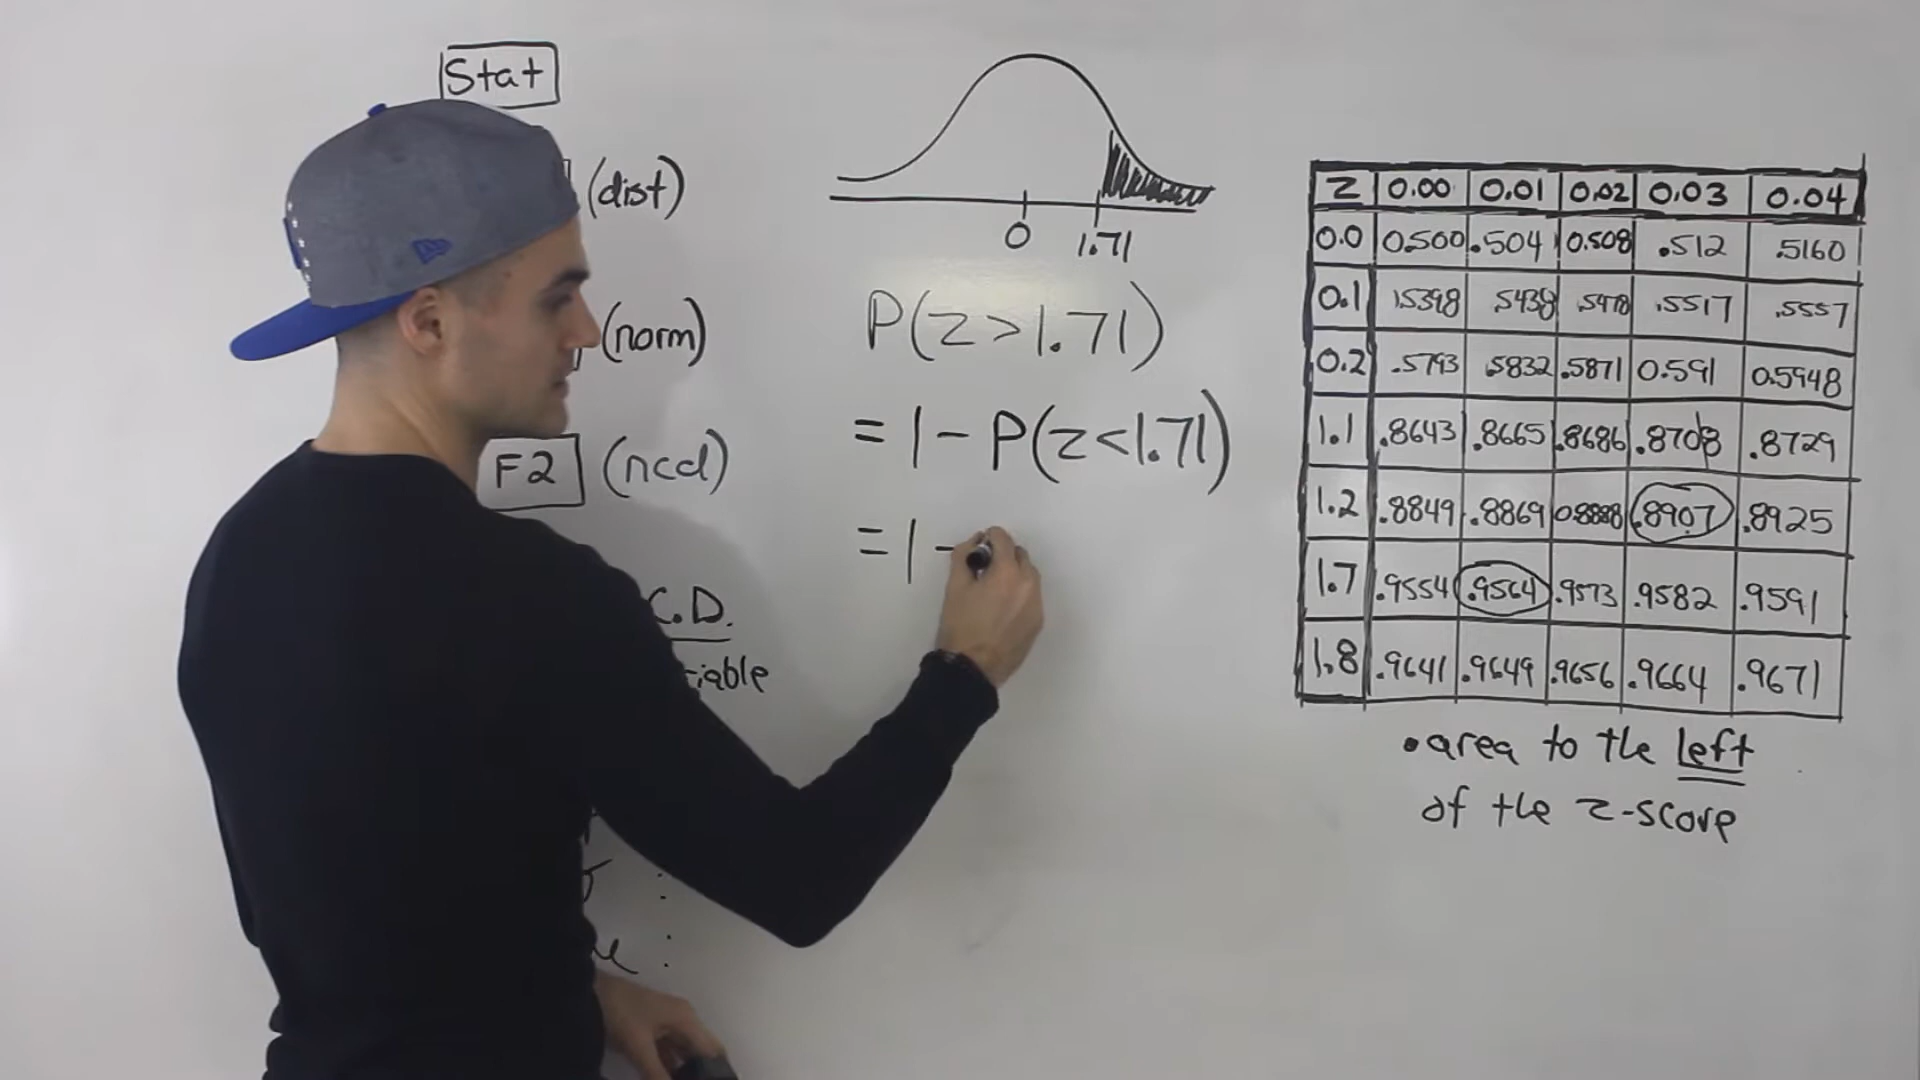 Stat
(dist)
(norm)
F2 (ncd)
C.D.
:
:
0 1.71
P(z>1.71)
= 1 - P(z<1.71)
= 1 -
Z 0.00 0.01 0.02 0.03 0.04
0.0 0.500 .504 0.508 .512 .5160
0.1 .5398 .5438 .5478 .5517 .5557
0.2 .5793 .5832 .5871 0.591 0.5948
1.1 .8643 .8665 .8686 .8708 .8729
1.2 .8849 .8869 0.8888 .8907 .8925
1.7 .9554 .9564 .9573 .9582 .9591
1.8 .9641 .9649 .9656 .9664 .9671
•area to the left
of the z-score